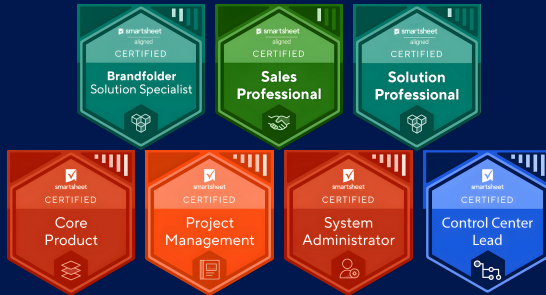 smartsheet
aligned
CERTIFIED
Brandfolder
Solution Specialist
smartsheet
aligned
CERTIFIED
Sales
Professional
smartsheet
aligned
CERTIFIED
Solution
Professional
smartsheet
CERTIFIED
Core
Product
smartsheet
CERTIFIED
Project
Management
smartsheet
CERTIFIED
System
Administrator
smartsheet
CERTIFIED
Control Center
Lead